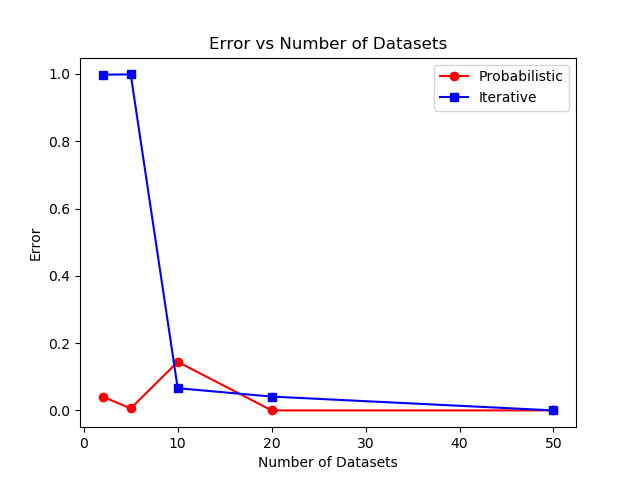 Error vs Number of Datasets
Probabilistic
Iterative
Error
1.0
0.8
0.6
0.4
0.2
0.0
0 10 20 30 40 50
Number of Datasets